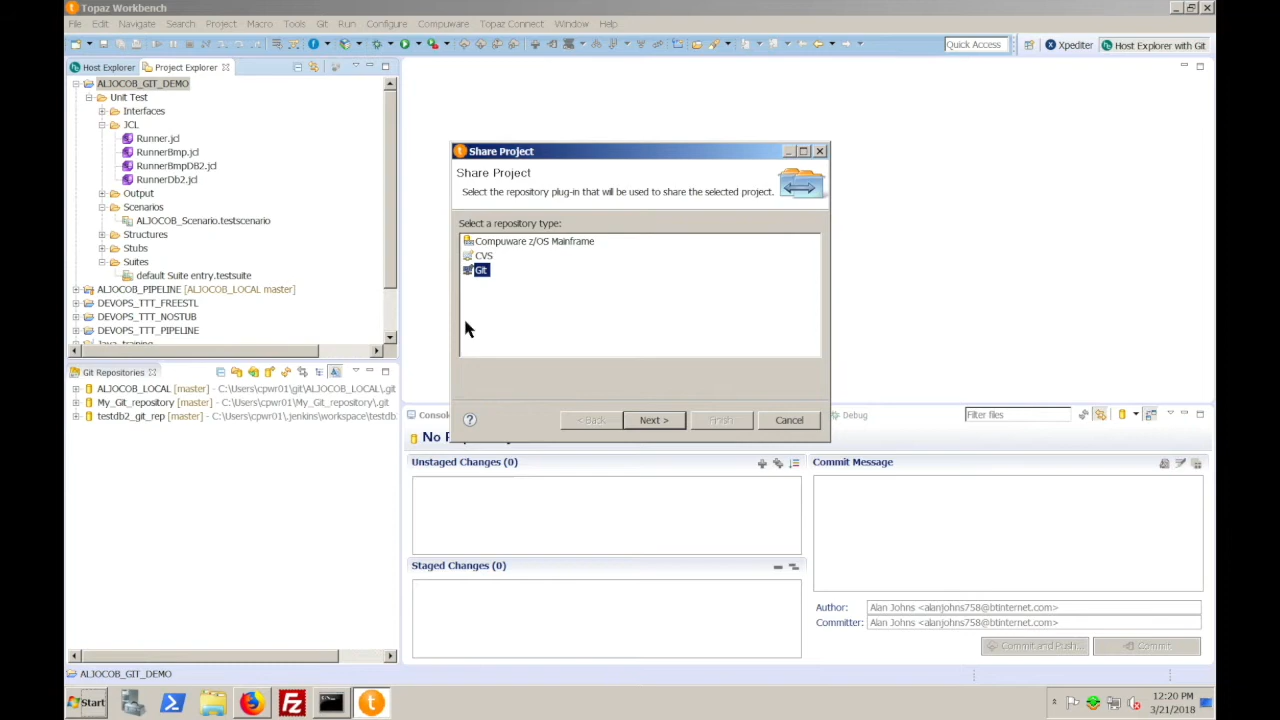 Topaz Workbench
File Edit Navigate Search Project Macro Tools Git Run Configure Compuware Topaz Connect Window Help
Quick Access Xpediter Host Explorer with Git
Host Explorer Project Explorer
ALJOCOB_GIT_DEMO
Unit Test
Interfaces
JCL
Runner.jcl
RunnerBmp.jcl
RunnerBmpDB2.jcl
RunnerDb2.jcl
Output
Scenarios
ALJOCOB_Scenario.testscenario
Structures
Stubs
Suites
default Suite entry.testsuite
ALJOCOB_PIPELINE [ALJOCOB_LOCAL master]
DEVOPS_TTT_FREESTL
DEVOPS_TTT_NOSTUB
DEVOPS_TTT_PIPELINE
Java_training
Share Project
Share Project
Select the repository plug-in that will be used to share the selected project.
Select a repository type:
Compuware z/OS Mainframe
CVS
Git
< Back Next > Finish Cancel
Git Repositories
ALJOCOB_LOCAL [master] - C:\Users\cpwr01\git\ALJOCOB_LOCAL\.git
My_Git_repository [master] - C:\Users\cpwr01\My_Git_repository\.git
testdb2_git_rep [master] - C:\Users\cpwr01\.jenkins\workspace\testdb
Debug Filter files
Unstaged Changes (0)
Staged Changes (0)
Commit Message
Author: Alan Johns <alanjohns758@btinternet.com>
Committer: Alan Johns <alanjohns758@btinternet.com>
Commit and Push... Commit
ALJOCOB_GIT_DEMO
Start
12:20 PM
3/21/2018